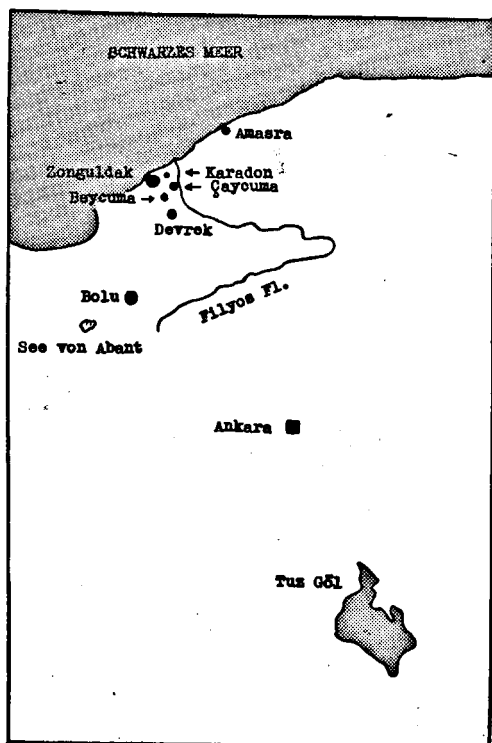 SCHWARZES MEER
Amasra
Zonguldak
Karadon
Çaycuma
Beycuma
Devrek
Bolu
Filyos Fl.
See von Abant
Ankara
Tuz Göl